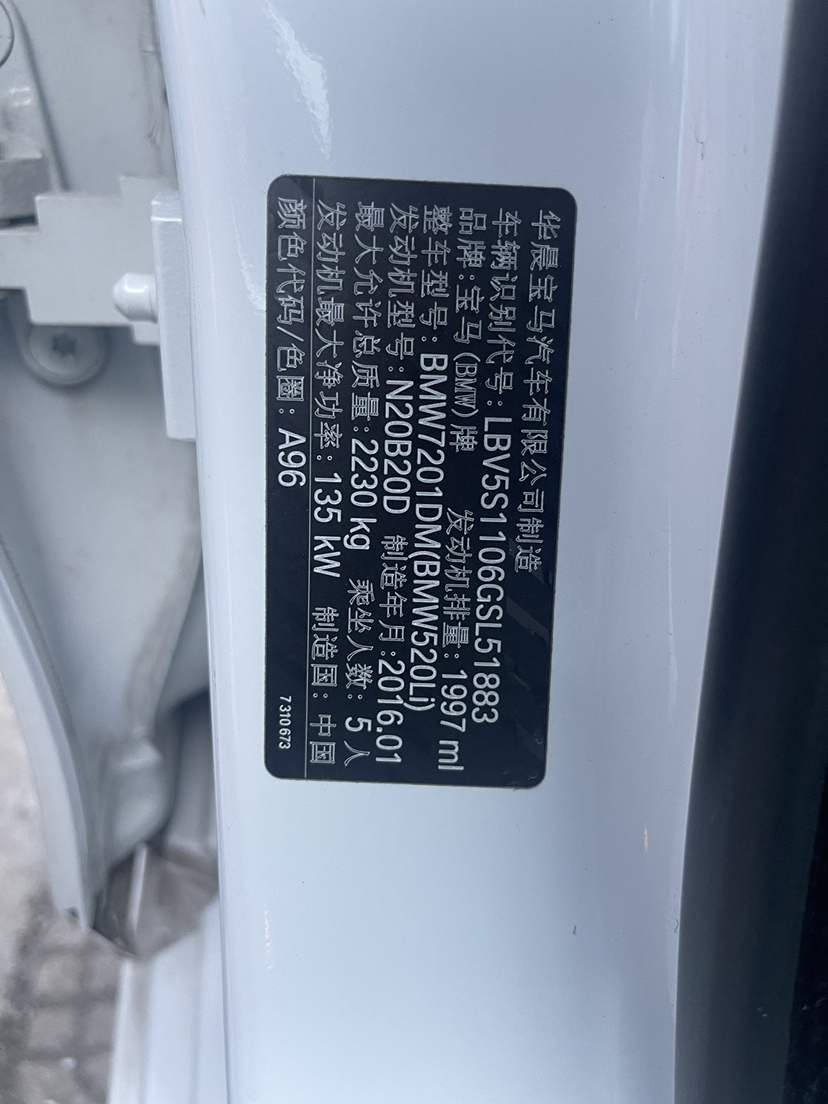 华晨宝马汽车有限公司制造
车辆识别代号: LBV5S1106GSL51883
品牌:宝马(BMW)牌 发动机排量: 1997 ml
整车型号: BMW7201DM(BMW520Li)
发动机型号: N20B20D 制造年月:2016.01
最大允许总质量: 2230 kg 乘坐人数: 5 人
发动机最大净功率: 135 kW 制造国: 中国
颜色代码/色圈: A96
7310673